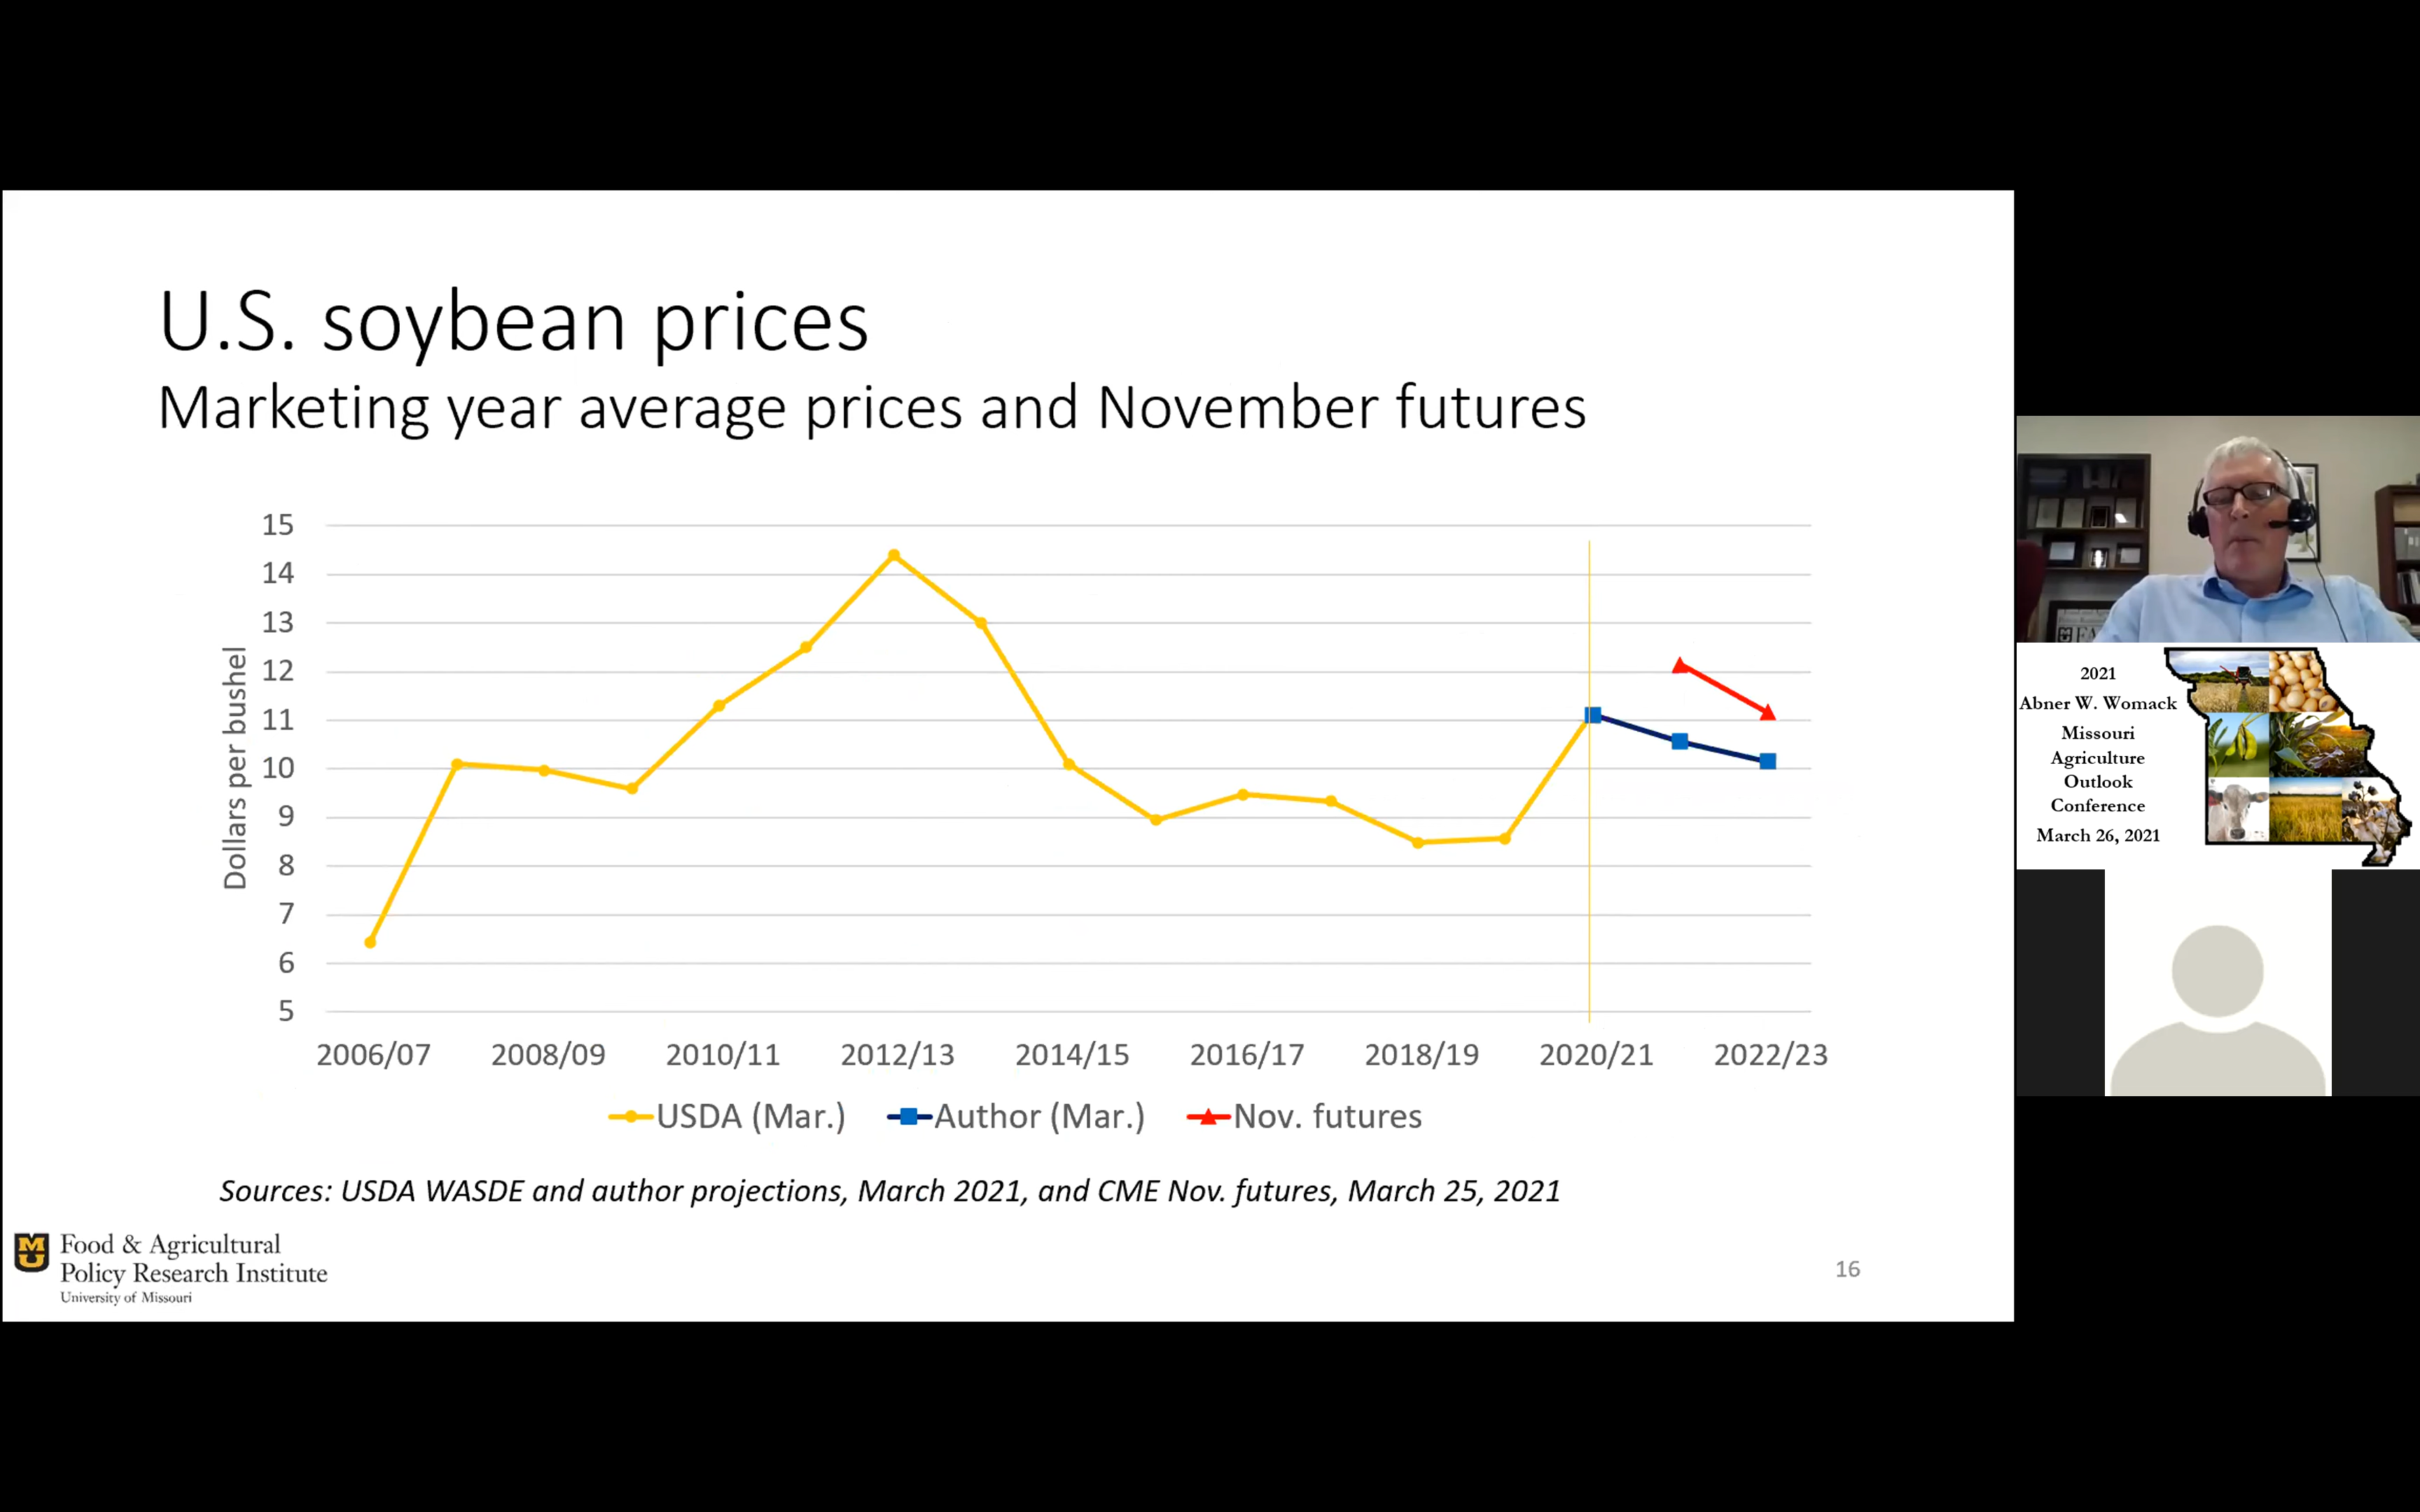 U.S. soybean prices
Marketing year average prices and November futures
15
14
13
12
11
10
9
8
7
6
5
Dollars per bushel
2006/07 2008/09 2010/11 2012/13 2014/15 2016/17 2018/19 2020/21 2022/23
USDA (Mar.) Author (Mar.) Nov. futures
Sources: USDA WASDE and author projections, March 2021, and CME Nov. futures, March 25, 2021
Food & Agricultural
Policy Research Institute
University of Missouri
16
2021
Abner W. Womack
Missouri
Agriculture
Outlook
Conference
March 26, 2021